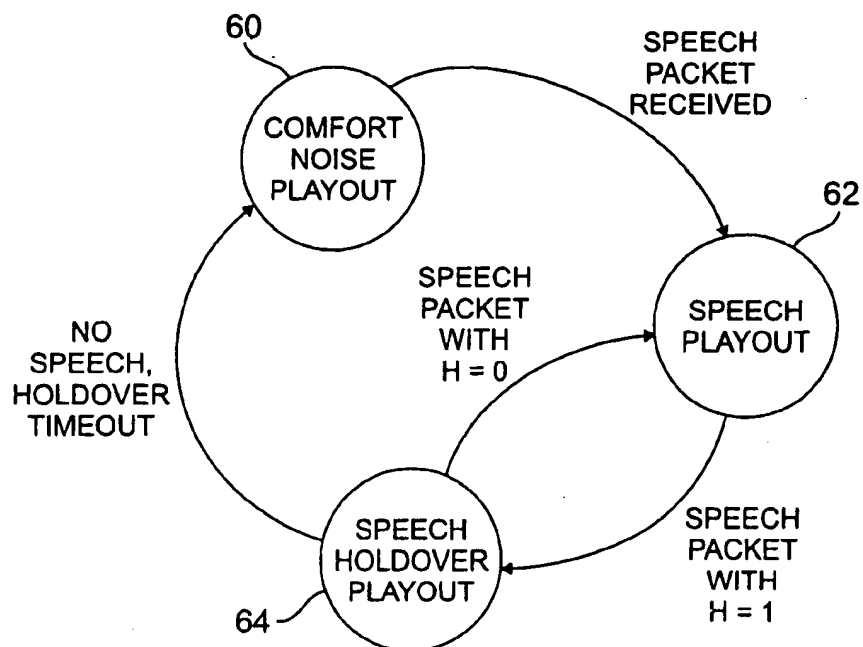 60
COMFORT
NOISE
PLAYOUT
SPEECH
PACKET
RECEIVED
62
SPEECH
PLAYOUT
SPEECH
PACKET
WITH
H = 0
NO
SPEECH,
HOLDOVER
TIMEOUT
SPEECH
HOLDOVER
PLAYOUT
64
SPEECH
PACKET
WITH
H = 1